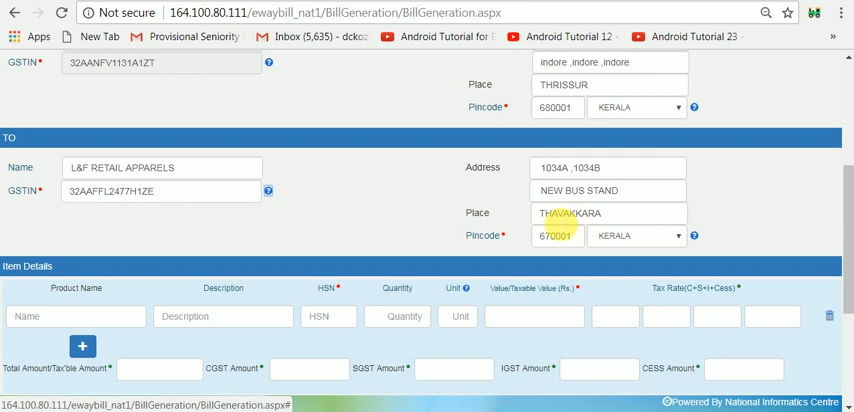 Not secure | 164.100.80.111/ewaybill_nat1/BillGeneration/BillGeneration.aspx
Apps New Tab Provisional Seniority Inbox (5,635) - dckoz Android Tutorial for B Android Tutorial 12 - Android Tutorial 23 - »
GSTIN* 32AANFV1131A1ZT ? indore ,indore ,indore
Place THRISSUR
Pincode* 680001 KERALA ?
TO
Name L&F RETAIL APPARELS Address 1034A ,1034B
GSTIN* 32AAFFL2477H1ZE ? NEW BUS STAND
Place THAVAKKARA
Pincode* 670001 KERALA ?
Item Details
Product Name Description HSN* Quantity Unit ? Value/Taxable Value (Rs.)* Tax Rate(C+S+I+Cess)*
Name Description HSN Quantity Unit
+
Total Amount/Tax'ble Amount* CGST Amount* SGST Amount* IGST Amount* CESS Amount*
164.100.80.111/ewaybill_nat1/BillGeneration/BillGeneration.aspx# Powered By National Informatics Centre